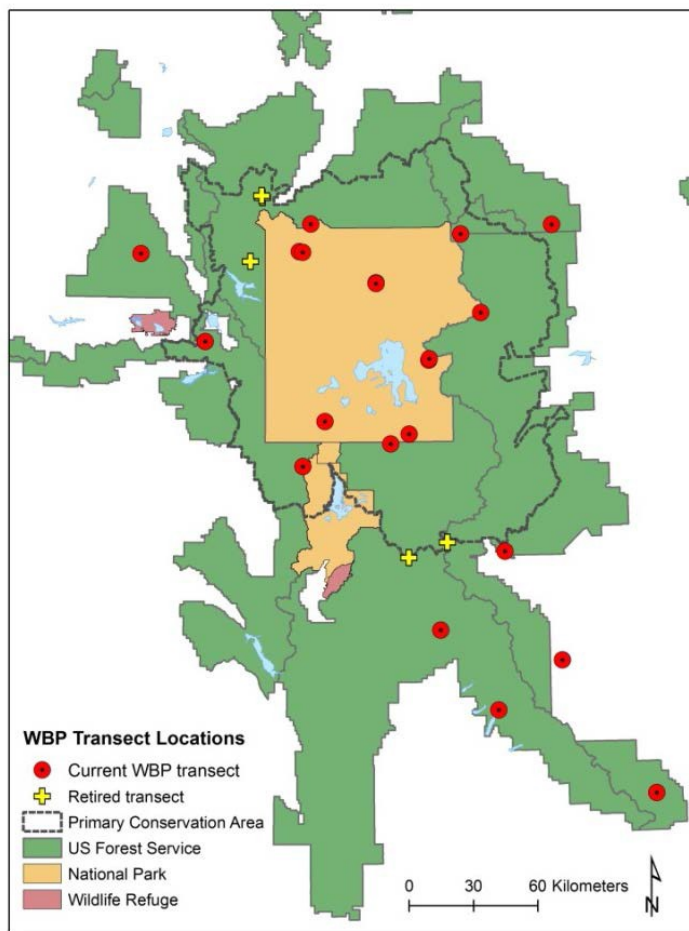 WBP Transect Locations
Current WBP transect
Retired transect
Primary Conservation Area
US Forest Service
National Park
Wildlife Refuge
0 30 60 Kilometers
N